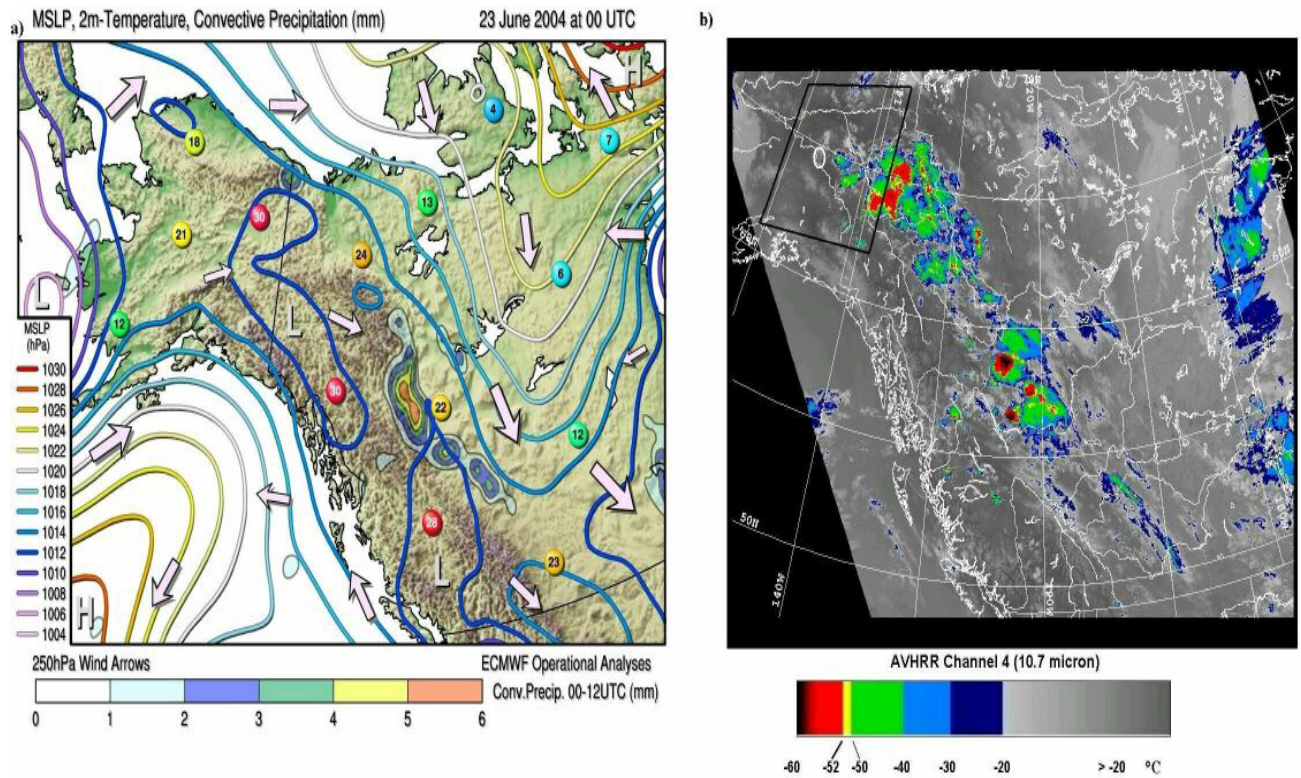 a) MSLP, 2m-Temperature, Convective Precipitation (mm) 23 June 2004 at 00 UTC
H
4
7
18
13
30
21
24
6
L
L
12
30
22
12
28
L
23
H
MSLP
(hPa)
1030
1028
1026
1024
1022
1020
1018
1016
1014
1012
1010
1008
1006
1004
250hPa Wind Arrows ECMWF Operational Analyses
Conv.Precip. 00-12UTC (mm)
0 1 2 3 4 5 6
b)
120W
50N
140W
AVHRR Channel 4 (10.7 micron)
-60 -52 -50 -40 -30 -20 > -20 °C